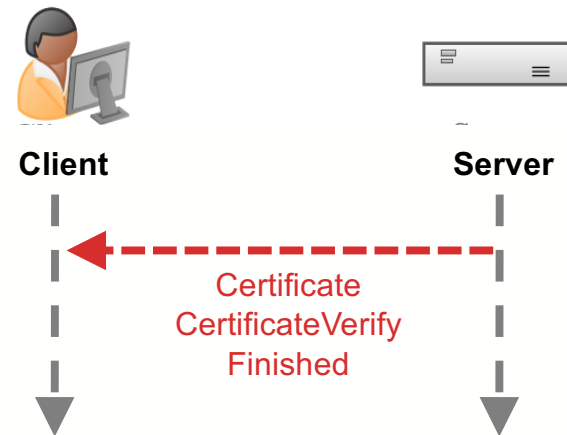 Client
Server
Certificate
CertificateVerify
Finished